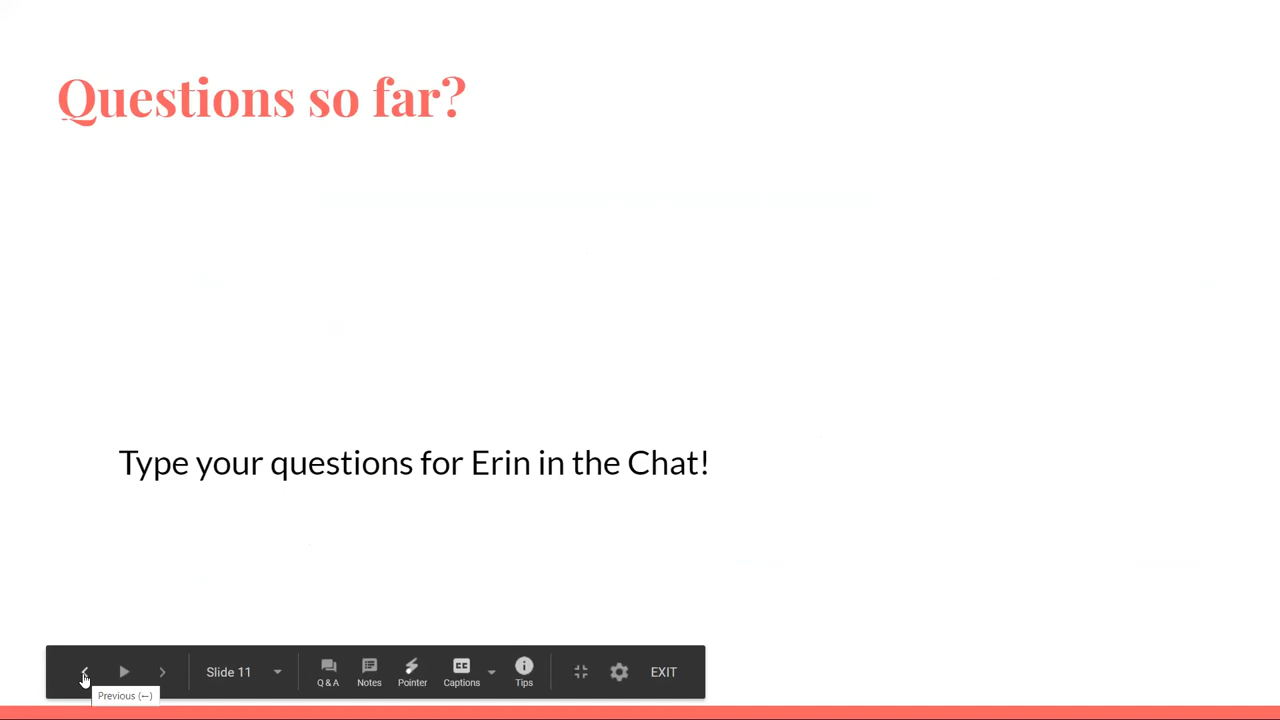 Questions so far?
Type your questions for Erin in the Chat!
Slide 11
Q & A
Notes
Pointer
CC
Captions
Tips
EXIT
Previous (←)